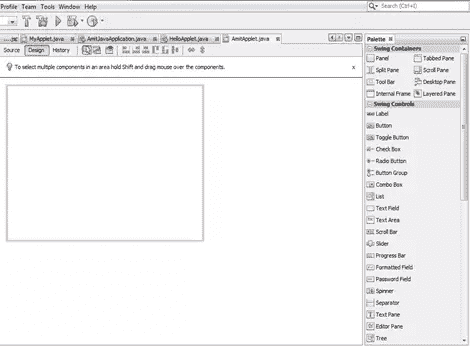 Profile Team Tools Window Help
Search (Ctrl+I)
MyApplet.java AmitJavaApplication.java HelloApplet.java AmitApplet.java
Source Design History
To select multiple components in an area hold Shift and drag mouse over the components. x
Palette
Swing Containers
Panel Tabbed Pane
Split Pane Scroll Pane
Tool Bar Desktop Pane
Internal Frame Layered Pane
Swing Controls
Label
Button
Toggle Button
Check Box
Radio Button
Button Group
Combo Box
List
Text Field
Text Area
Scroll Bar
Slider
Progress Bar
Formatted Field
Password Field
Spinner
Separator
Text Pane
Editor Pane
Tree